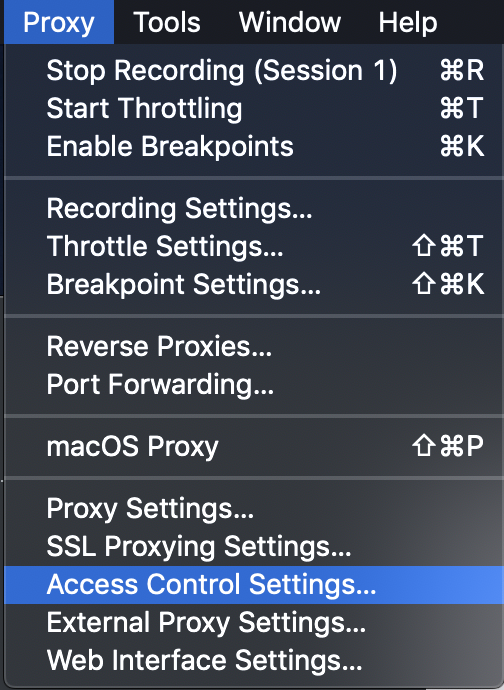 Proxy Tools Window Help
Stop Recording (Session 1) ⌘R
Start Throttling ⌘T
Enable Breakpoints ⌘K
Recording Settings...
Throttle Settings... ⇧⌘T
Breakpoint Settings... ⇧⌘K
Reverse Proxies...
Port Forwarding...
macOS Proxy ⇧⌘P
Proxy Settings...
SSL Proxying Settings...
Access Control Settings...
External Proxy Settings...
Web Interface Settings...